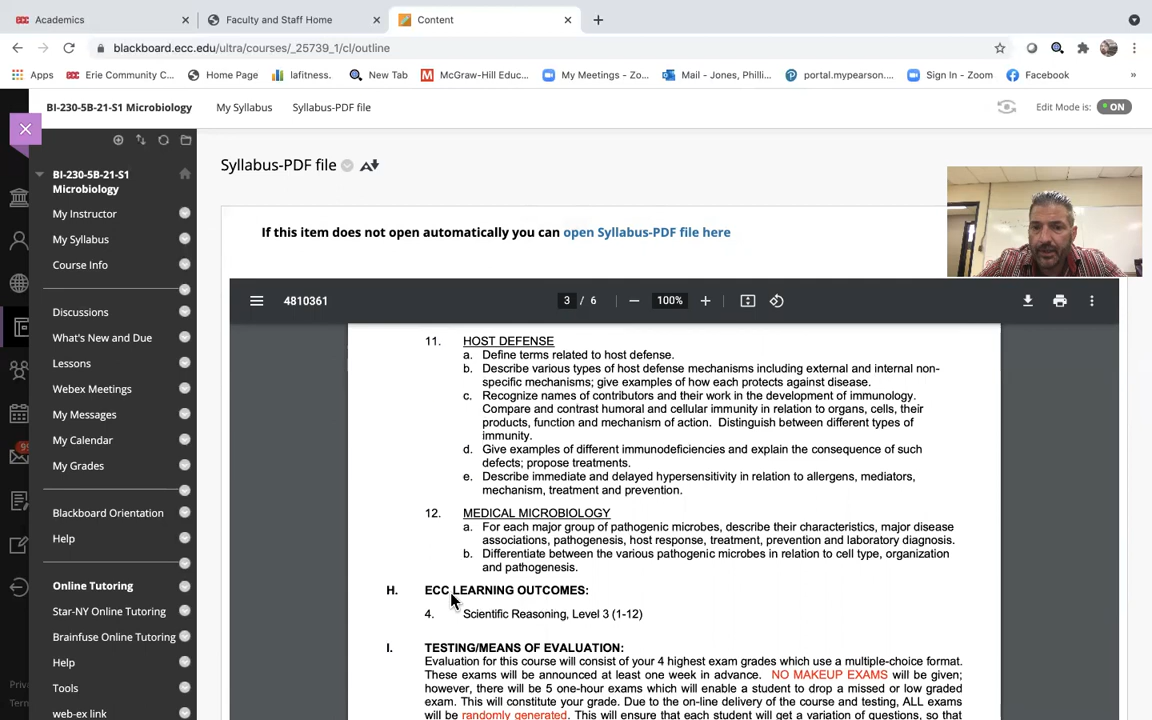 Academics
Faculty and Staff Home
Content
blackboard.ecc.edu/ultra/courses/_25739_1/cl/outline
Apps
Erie Community C...
Home Page
lafitness.
New Tab
McGraw-Hill Educ...
My Meetings - Zo...
Mail - Jones, Philli...
portal.mypearson....
Sign In - Zoom
Facebook
BI-230-5B-21-S1 Microbiology
My Syllabus
Syllabus-PDF file
Edit Mode is:
ON
BI-230-5B-21-S1
Microbiology
My Instructor
My Syllabus
Course Info
Discussions
What's New and Due
Lessons
Webex Meetings
My Messages
My Calendar
My Grades
Blackboard Orientation
Help
Online Tutoring
Star-NY Online Tutoring
Brainfuse Online Tutoring
Help
Tools
web-ex link
Syllabus-PDF file
If this item does not open automatically you can open Syllabus-PDF file here
4810361
3 / 6
100%
11. HOST DEFENSE
a. Define terms related to host defense.
b. Describe various types of host defense mechanisms including external and internal non-
specific mechanisms; give examples of how each protects against disease.
c. Recognize names of contributors and their work in the development of immunology.
Compare and contrast humoral and cellular immunity in relation to organs, cells, their
products, function and mechanism of action. Distinguish between different types of
immunity.
d. Give examples of different immunodeficiencies and explain the consequence of such
defects; propose treatments.
e. Describe immediate and delayed hypersensitivity in relation to allergens, mediators,
mechanism, treatment and prevention.
12. MEDICAL MICROBIOLOGY
a. For each major group of pathogenic microbes, describe their characteristics, major disease
associations, pathogenesis, host response, treatment, prevention and laboratory diagnosis.
b. Differentiate between the various pathogenic microbes in relation to cell type, organization
and pathogenesis.
H. ECC LEARNING OUTCOMES:
4. Scientific Reasoning, Level 3 (1-12)
I. TESTING/MEANS OF EVALUATION:
Evaluation for this course will consist of your 4 highest exam grades which use a multiple-choice format.
These exams will be announced at least one week in advance. NO MAKEUP EXAMS will be given;
however, there will be 5 one-hour exams which will enable a student to drop a missed or low graded
exam. This will constitute your grade. Due to the on-line delivery of the course and testing, ALL exams
will be randomly generated. This will ensure that each student will get a variety of questions, so that